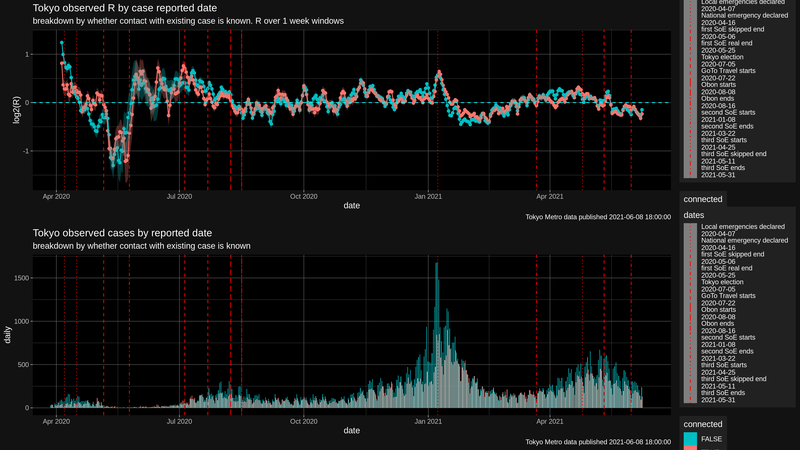 Tokyo observed R by case reported date
breakdown by whether contact with existing case is known. R over 1 week windows
log2(R)
1
0
-1
Apr 2020
Jul 2020
Oct 2020
Jan 2021
Apr 2021
date
Tokyo Metro data published 2021-06-08 18:00:00
Local emergencies declared
2020-04-07
National emergency declared
2020-04-16
first SoE skipped end
2020-05-06
first SoE real end
2020-05-25
Tokyo election
2020-07-05
GoTo Travel starts
2020-07-22
Obon starts
2020-08-08
Obon ends
2020-08-16
second SoE starts
2021-01-08
second SoE ends
2021-03-22
third SoE starts
2021-04-25
third SoE skipped end
2021-05-11
third SoE ends
2021-05-31
connected
Tokyo observed cases by reported date
breakdown by whether contact with existing case is known
daily
1500
1000
500
0
Apr 2020
Jul 2020
Oct 2020
Jan 2021
Apr 2021
date
Tokyo Metro data published 2021-06-08 18:00:00
dates
Local emergencies declared
2020-04-07
National emergency declared
2020-04-16
first SoE skipped end
2020-05-06
first SoE real end
2020-05-25
Tokyo election
2020-07-05
GoTo Travel starts
2020-07-22
Obon starts
2020-08-08
Obon ends
2020-08-16
second SoE starts
2021-01-08
second SoE ends
2021-03-22
third SoE starts
2021-04-25
third SoE skipped end
2021-05-11
third SoE ends
2021-05-31
connected
FALSE